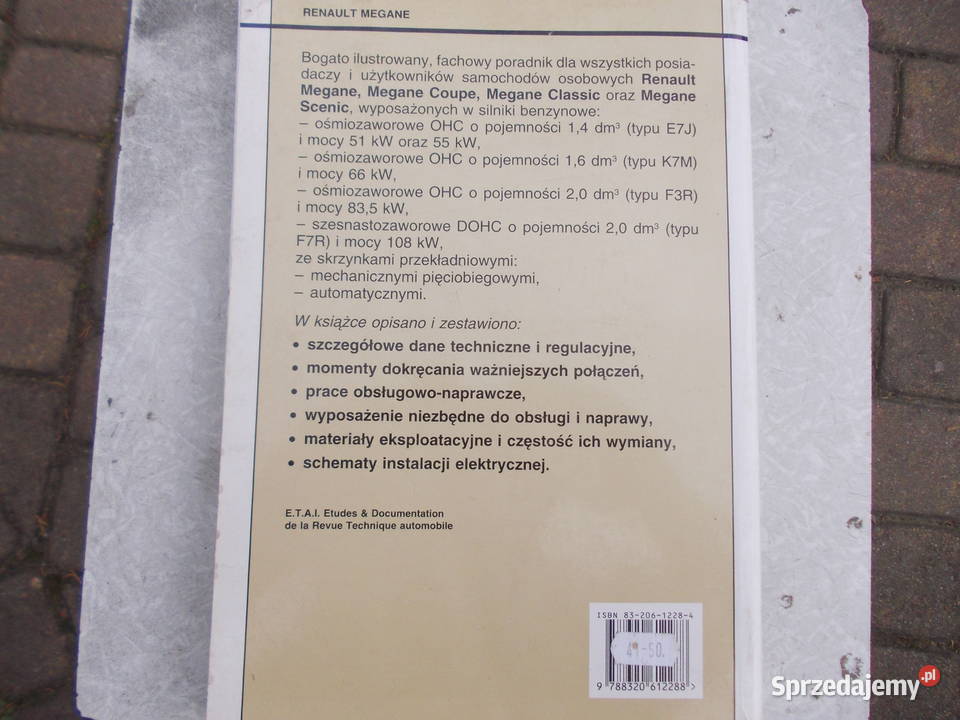 RENAULT MEGANE
Bogato ilustrowany, fachowy poradnik dla wszystkich posia-
daczy i użytkowników samochodów osobowych Renault
Megane, Megane Coupe, Megane Classic oraz Megane
Scenic, wyposażonych w silniki benzynowe:
– ośmiozaworowe OHC o pojemności 1,4 dm³ (typu E7J)
i mocy 51 kW oraz 55 kW,
– ośmiozaworowe OHC o pojemności 1,6 dm³ (typu K7M)
i mocy 66 kW,
– ośmiozaworowe OHC o pojemności 2,0 dm³ (typu F3R)
i mocy 83,5 kW,
– szesnastozaworowe DOHC o pojemności 2,0 dm³ (typu
F7R) i mocy 108 kW,
ze skrzynkami przekładniowymi:
– mechanicznymi pięciobiegowymi,
– automatycznymi.
W książce opisano i zestawiono:
• szczegółowe dane techniczne i regulacyjne,
• momenty dokręcania ważniejszych połączeń,
• prace obsługowo-naprawcze,
• wyposażenie niezbędne do obsługi i naprawy,
• materiały eksploatacyjne i częstość ich wymiany,
• schematy instalacji elektrycznej.
E.T.A.I. Etudes & Documentation
de la Revue Technique automobile
ISBN 83-206-1228-4
41-50.
9 788320 612288 >
Sprzedajemy.pl